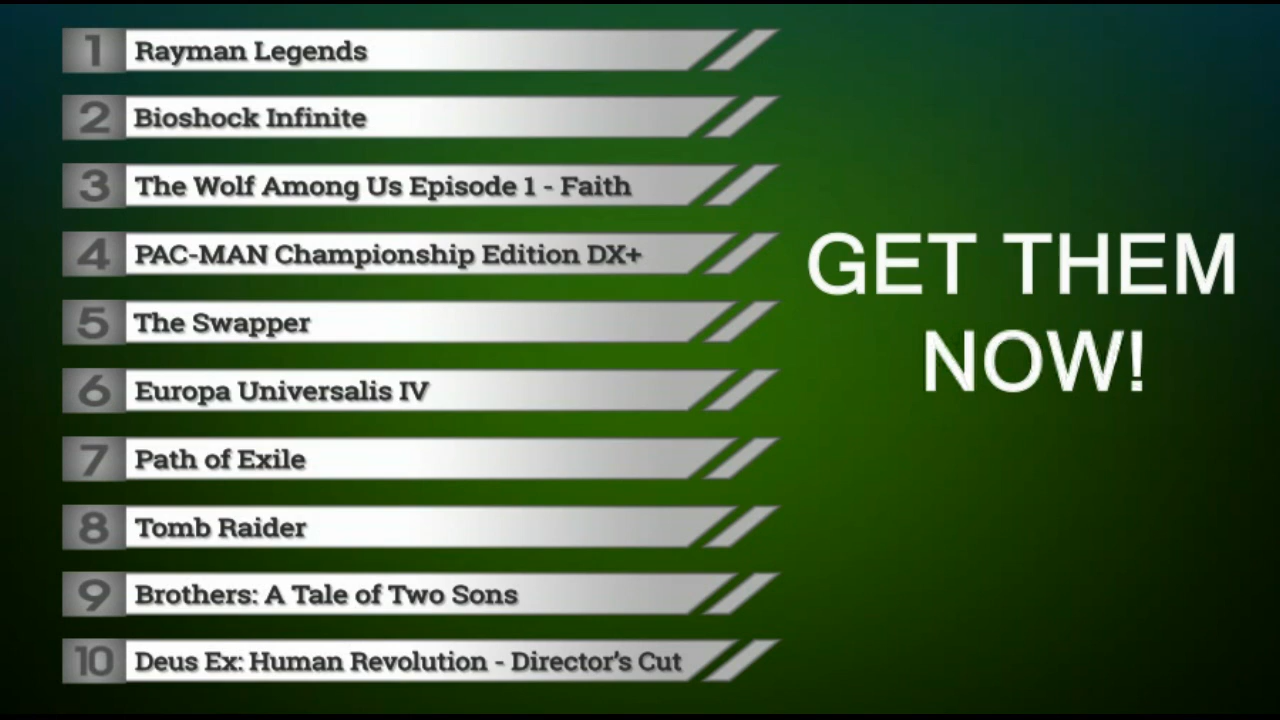 1 Rayman Legends
2 Bioshock Infinite
3 The Wolf Among Us Episode 1 - Faith
4 PAC-MAN Championship Edition DX+
5 The Swapper
6 Europa Universalis IV
7 Path of Exile
8 Tomb Raider
9 Brothers: A Tale of Two Sons
10 Deus Ex: Human Revolution - Director's Cut
GET THEM
NOW!